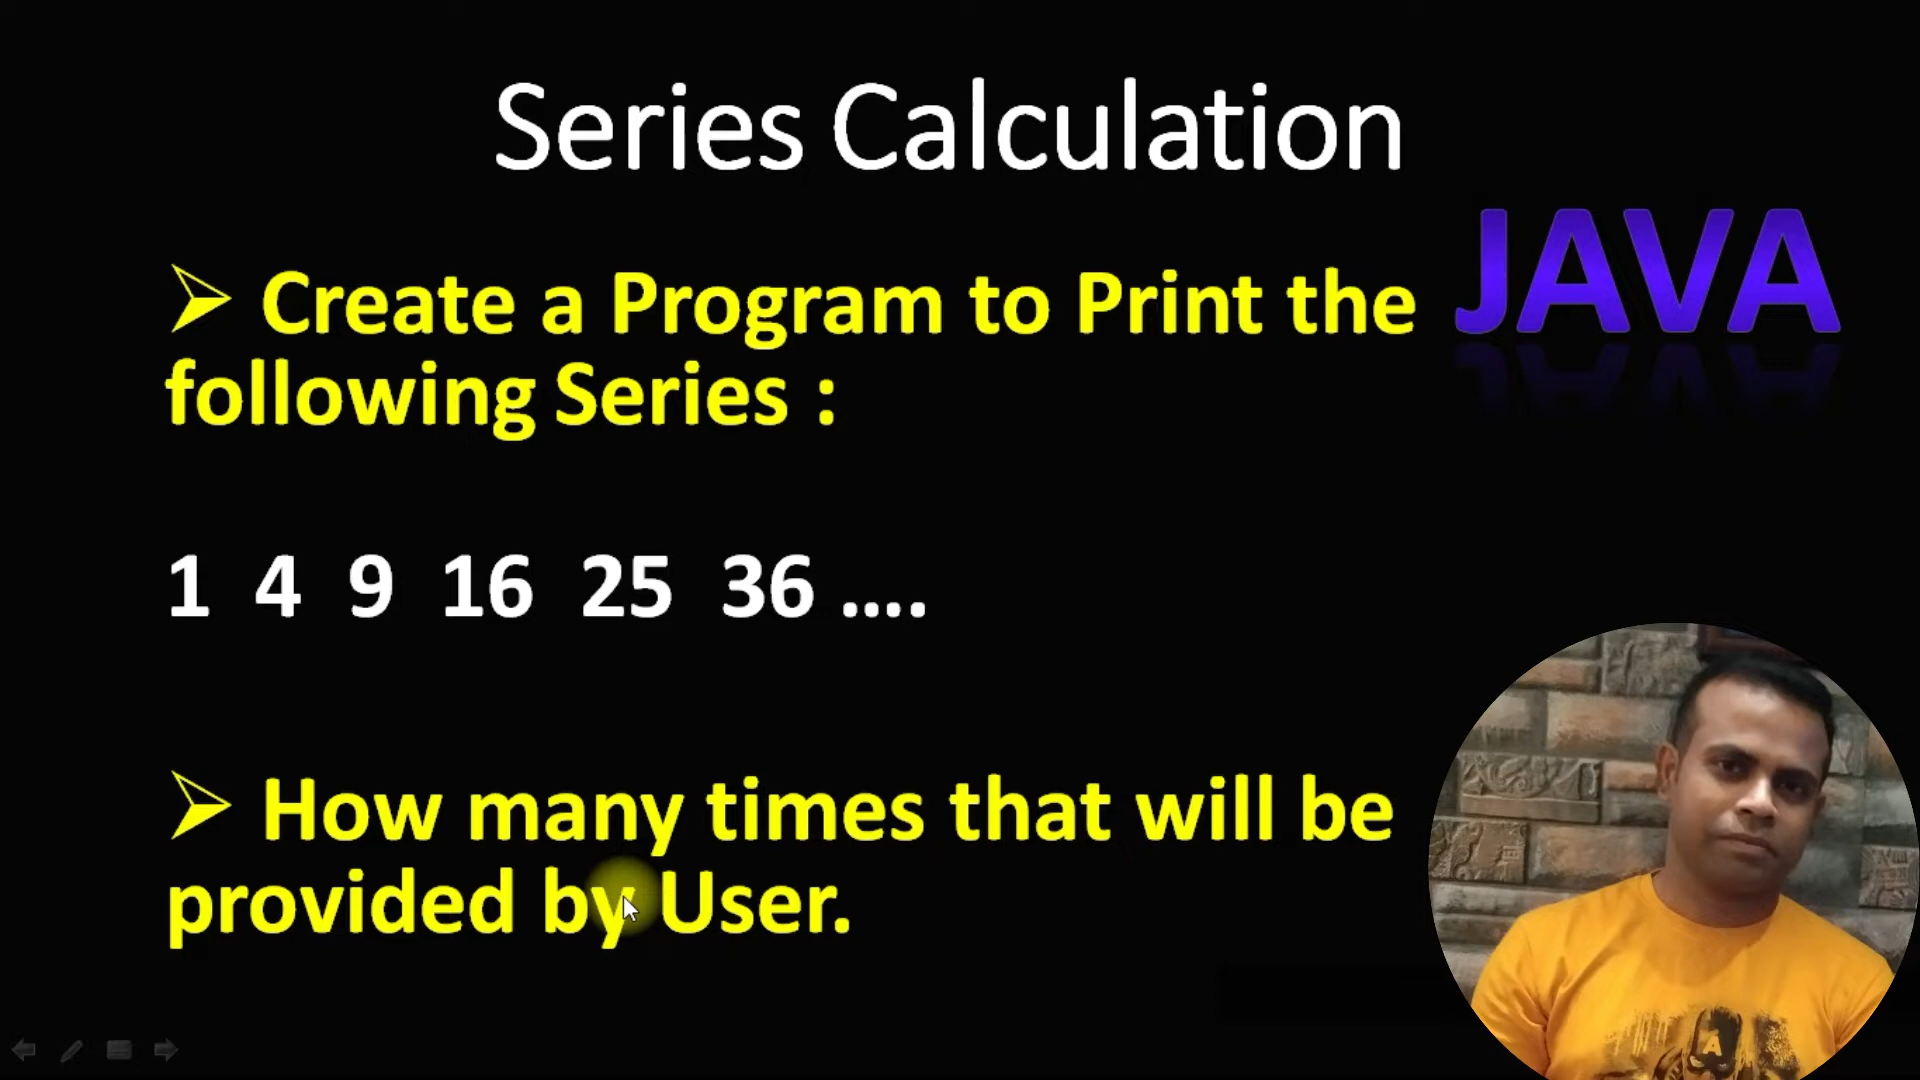 Series Calculation
JAVA
➢ Create a Program to Print the
following Series :
1 4 9 16 25 36 ....
➢ How many times that will be
provided by User.
A